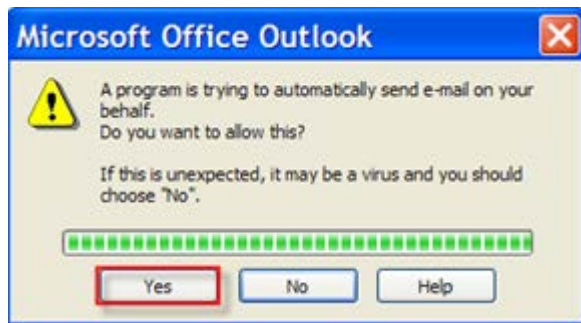 Microsoft Office Outlook
A program is trying to automatically send e-mail on your
behalf.
Do you want to allow this?
If this is unexpected, it may be a virus and you should
choose "No".
Yes No Help